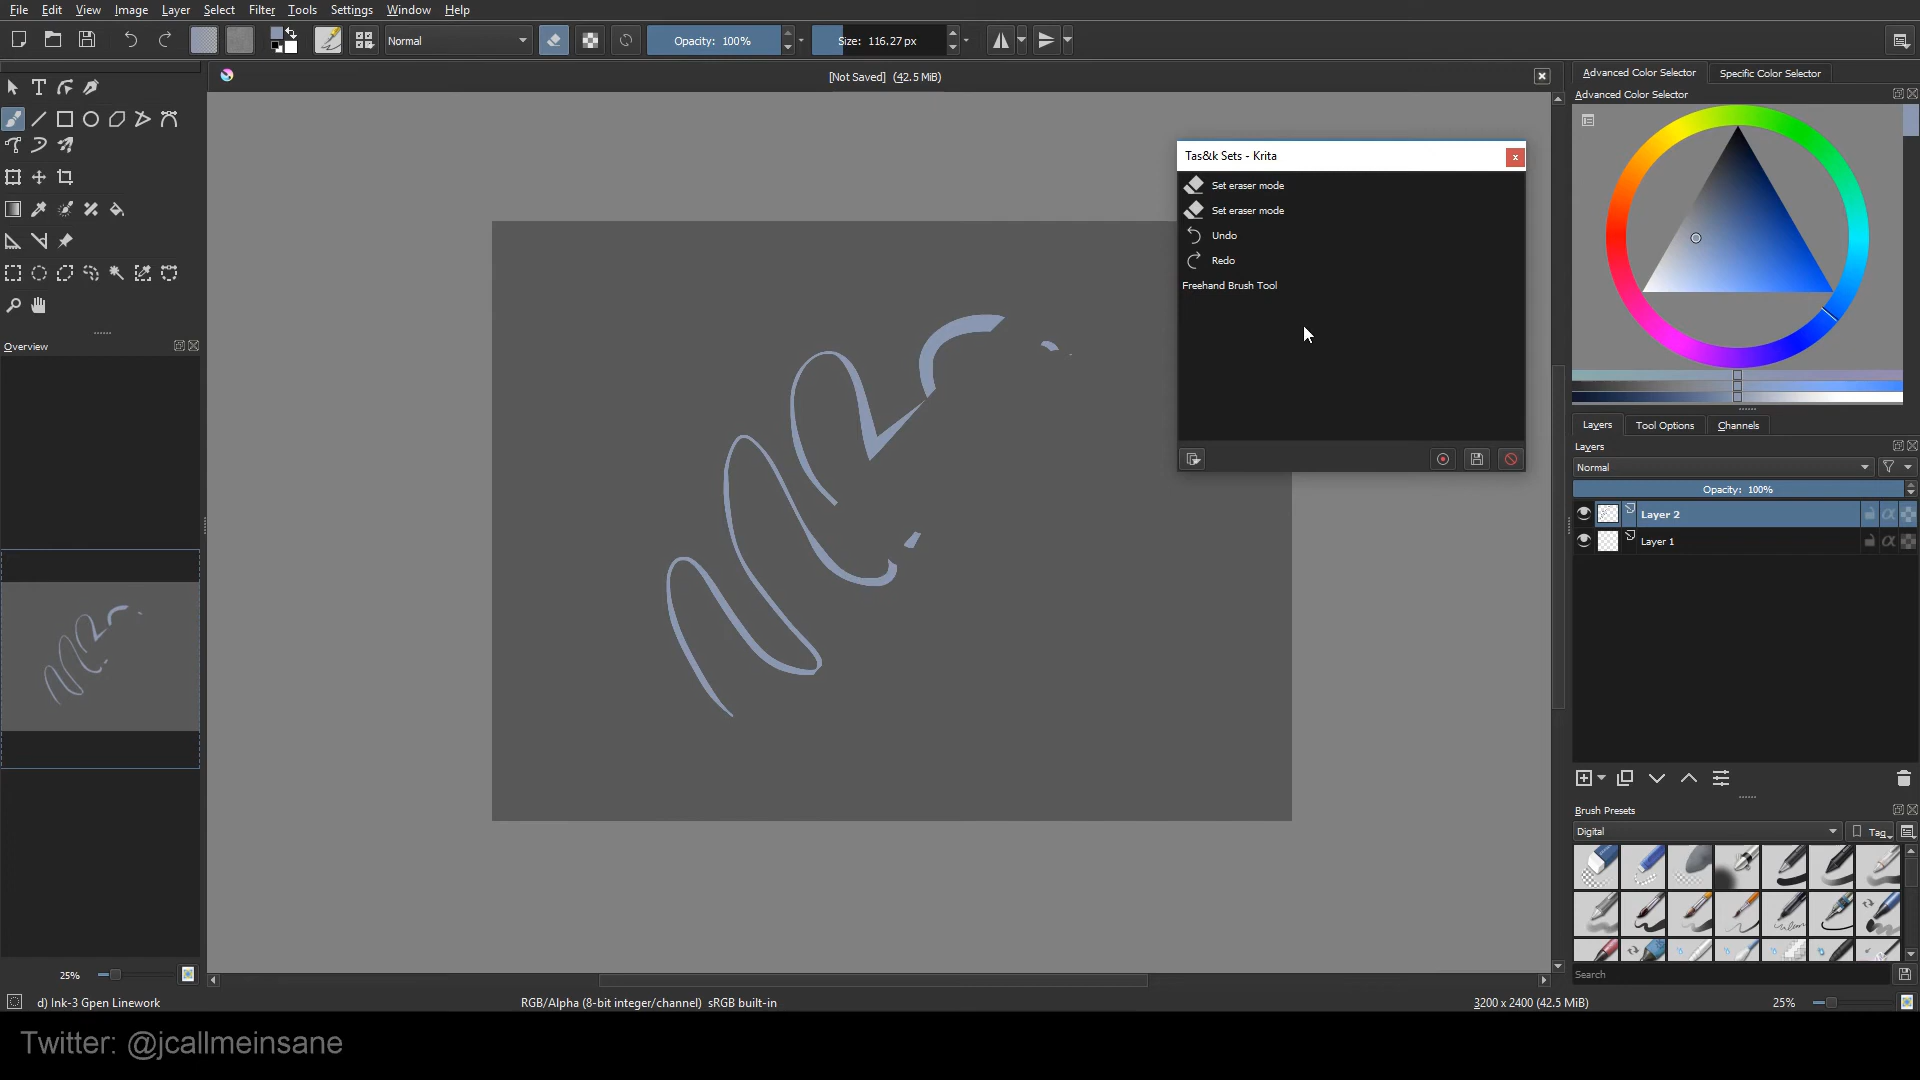 File Edit View Image Layer Select Filter Tools Settings Window Help
Normal Opacity: 100% Size: 116.27 px
[Not Saved] (42.5 MiB)
Advanced Color Selector Specific Color Selector
Advanced Color Selector
Tas&k Sets - Krita
Set eraser mode
Set eraser mode
Undo
Redo
Freehand Brush Tool
Overview
25%
Layers Tool Options Channels
Layers
Normal
Opacity: 100%
Layer 2
Layer 1
Brush Presets
Digital Tag
Search
d) Ink-3 Gpen Linework RGB/Alpha (8-bit integer/channel) sRGB built-in 3200 x 2400 (42.5 MiB) 25%
Twitter: @jcallmeinsane